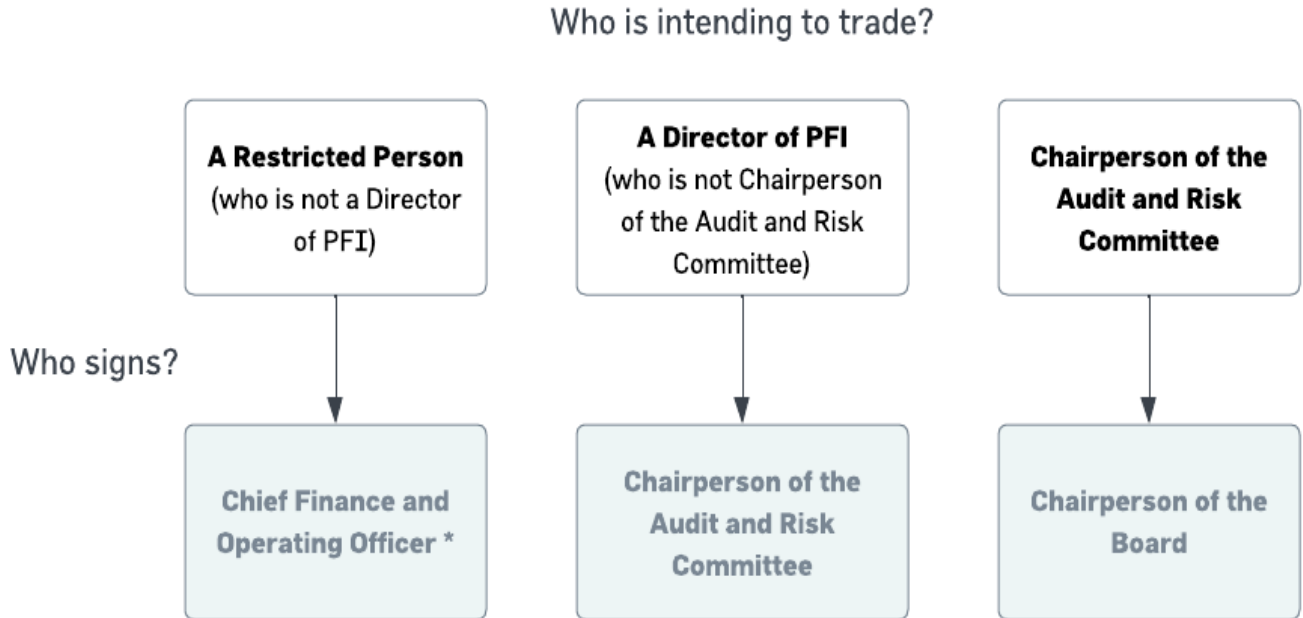 Who is intending to trade?
A Restricted Person
(who is not a Director
of PFI)
A Director of PFI
(who is not Chairperson
of the Audit and Risk
Committee)
Chairperson of the
Audit and Risk
Committee
Who signs?
Chief Finance and
Operating Officer *
Chairperson of the
Audit and Risk
Committee
Chairperson of the
Board